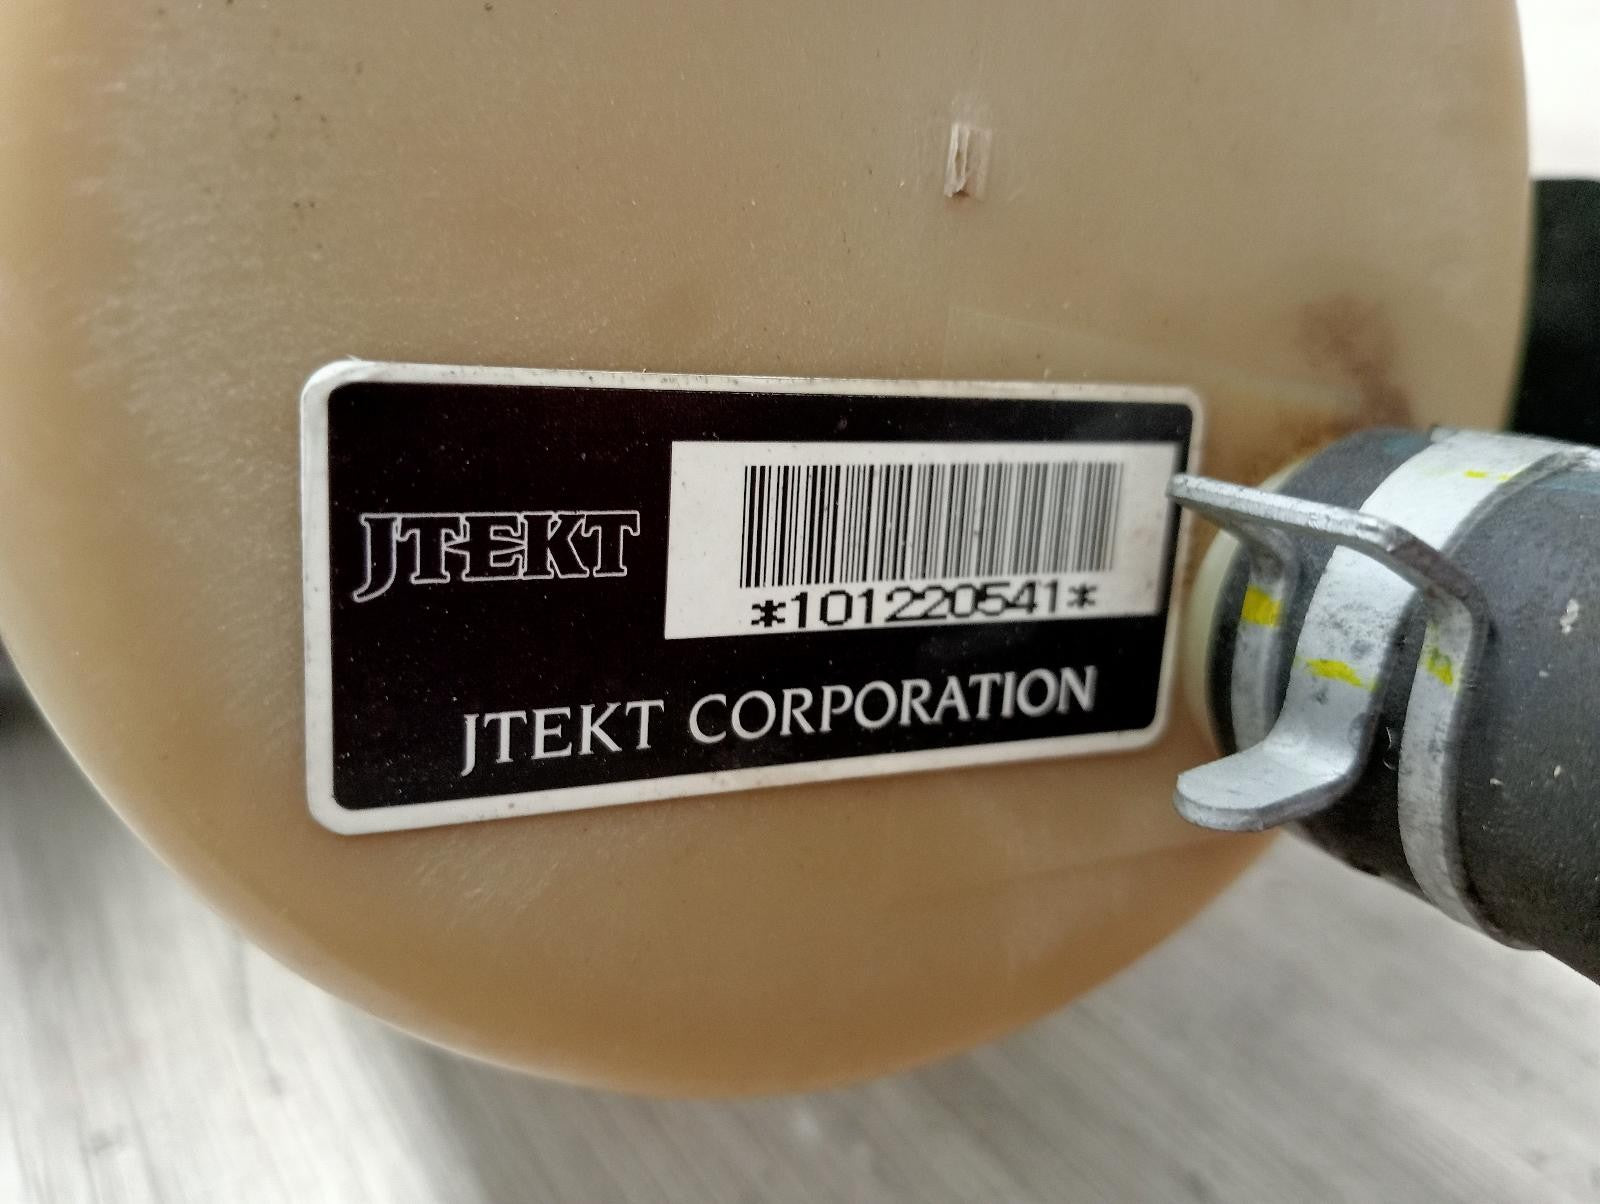 JTEKT
*101220541*
JTEKT CORPORATION